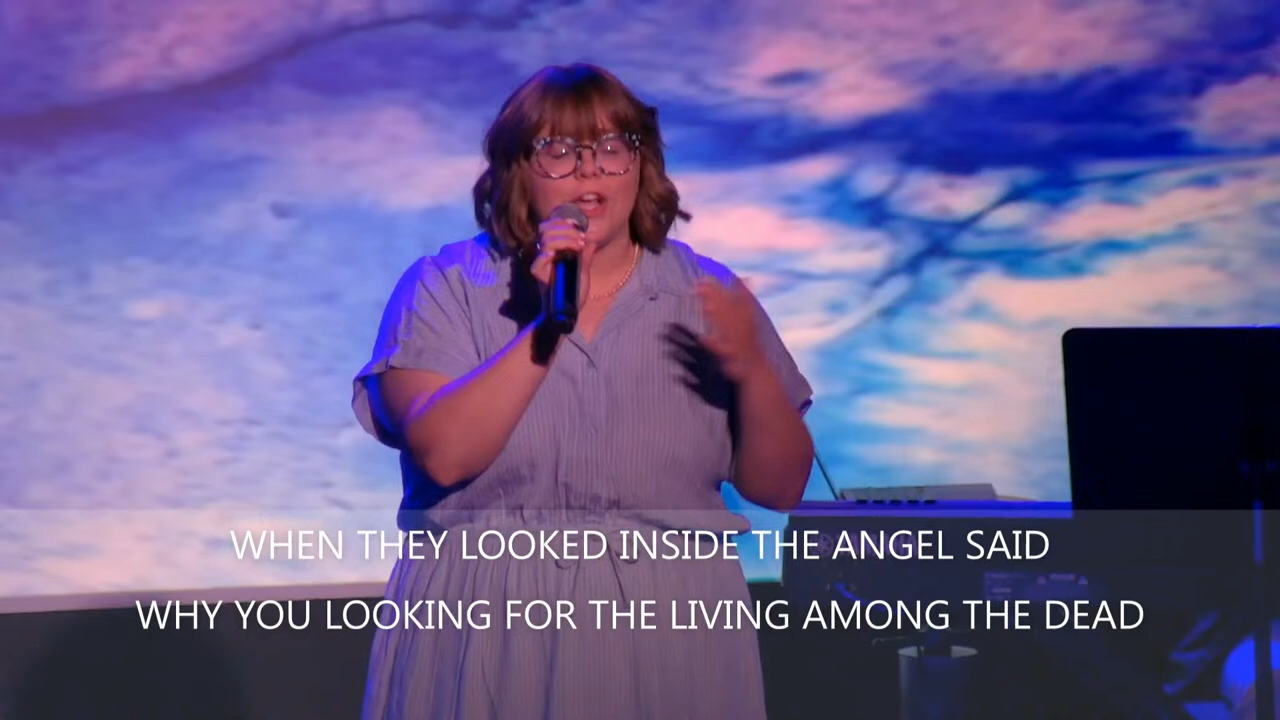 WHEN THEY LOOKED INSIDE THE ANGEL SAID
WHY YOU LOOKING FOR THE LIVING AMONG THE DEAD